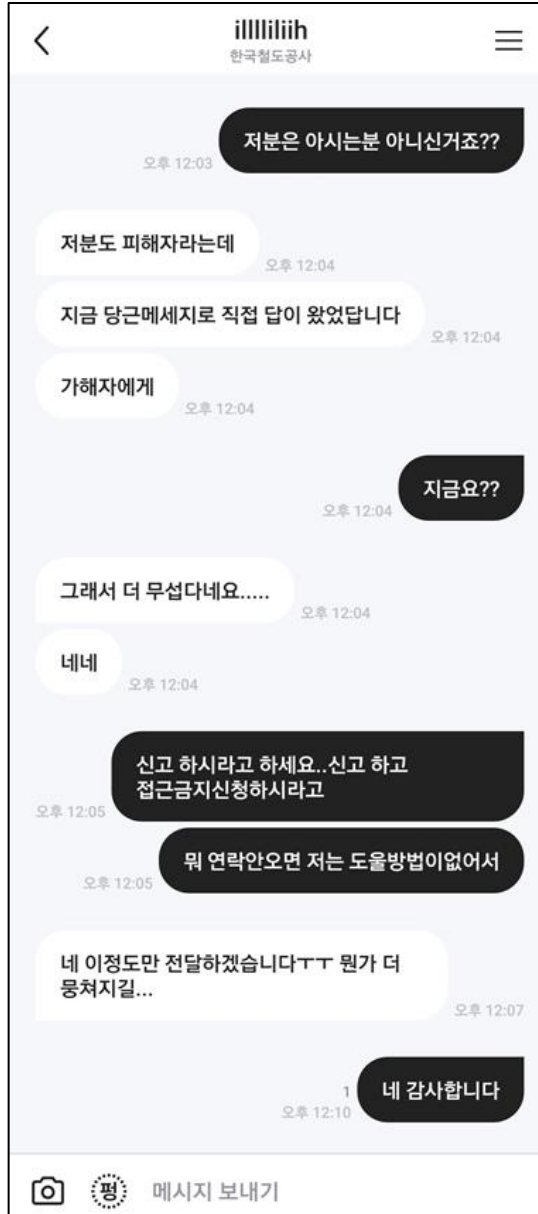 illlliliih
한국철도공사
저분은 아시는분 아니신거죠??
오후 12:03
저분도 피해자라는데
오후 12:04
지금 당근메세지로 직접 답이 왔었답니다
오후 12:04
가해자에게
오후 12:04
지금요??
오후 12:04
그래서 더 무섭다네요.....
오후 12:04
네네
오후 12:04
신고 하시라고 하세요..신고 하고
접근금지신청하시라고
오후 12:05
뭐 연락안오면 저는 도울방법이없어서
오후 12:05
네 이정도만 전달하겠습니다ㅜㅜ 뭔가 더
뭉쳐지길...
오후 12:07
네 감사합니다
1
오후 12:10
평
메시지 보내기